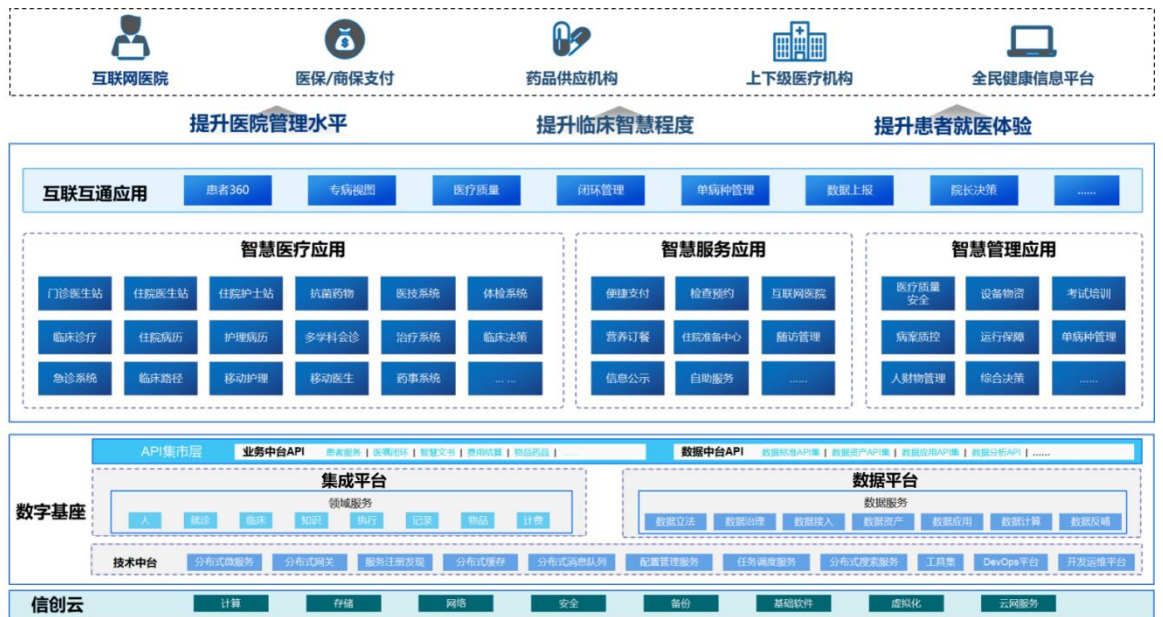 互联网医院
医保/商保支付
药品供应机构
上下级医疗机构
全民健康信息平台
提升医院管理水平
提升临床智慧程度
提升患者就医体验
互联互通应用
患者360
专病视图
医疗质量
闭环管理
单病种管理
数据上报
院长决策
......
智慧医疗应用
门诊医生站
住院医生站
住院护士站
抗菌药物
医技系统
体检系统
临床诊疗
住院病历
护理病历
多学科会诊
治疗系统
临床决策
急诊系统
临床路径
移动护理
移动医生
药事系统
... ...
智慧服务应用
便捷支付
检查预约
互联网医院
营养订餐
住院准备中心
随访管理
信息公示
自助服务
......
智慧管理应用
医疗质量
安全
设备物资
考试培训
病案质控
运行保障
单病种管理
人财物管理
综合决策
......
数字基座
API集市层
业务中台API
患者服务 | 医嘱闭环 | 智慧文书 | 费用结算 | 物品药品 | ......
数据中台API
数据标准API集 | 数据资产API集 | 数据应用API集 | 数据分析API | ......
集成平台
领域服务
人
就诊
临床
知识
执行
记录
物品
计费
数据平台
数据服务
数据立法
数据治理
数据接入
数据资产
数据应用
数据计算
数据反哺
技术中台
分布式微服务
分布式网关
服务注册发现
分布式缓存
分布式消息队列
配置管理服务
任务调度服务
分布式搜索服务
工具集
DevOps平台
开发运维平台
信创云
计算
存储
网络
安全
备份
基础软件
虚拟化
云网服务